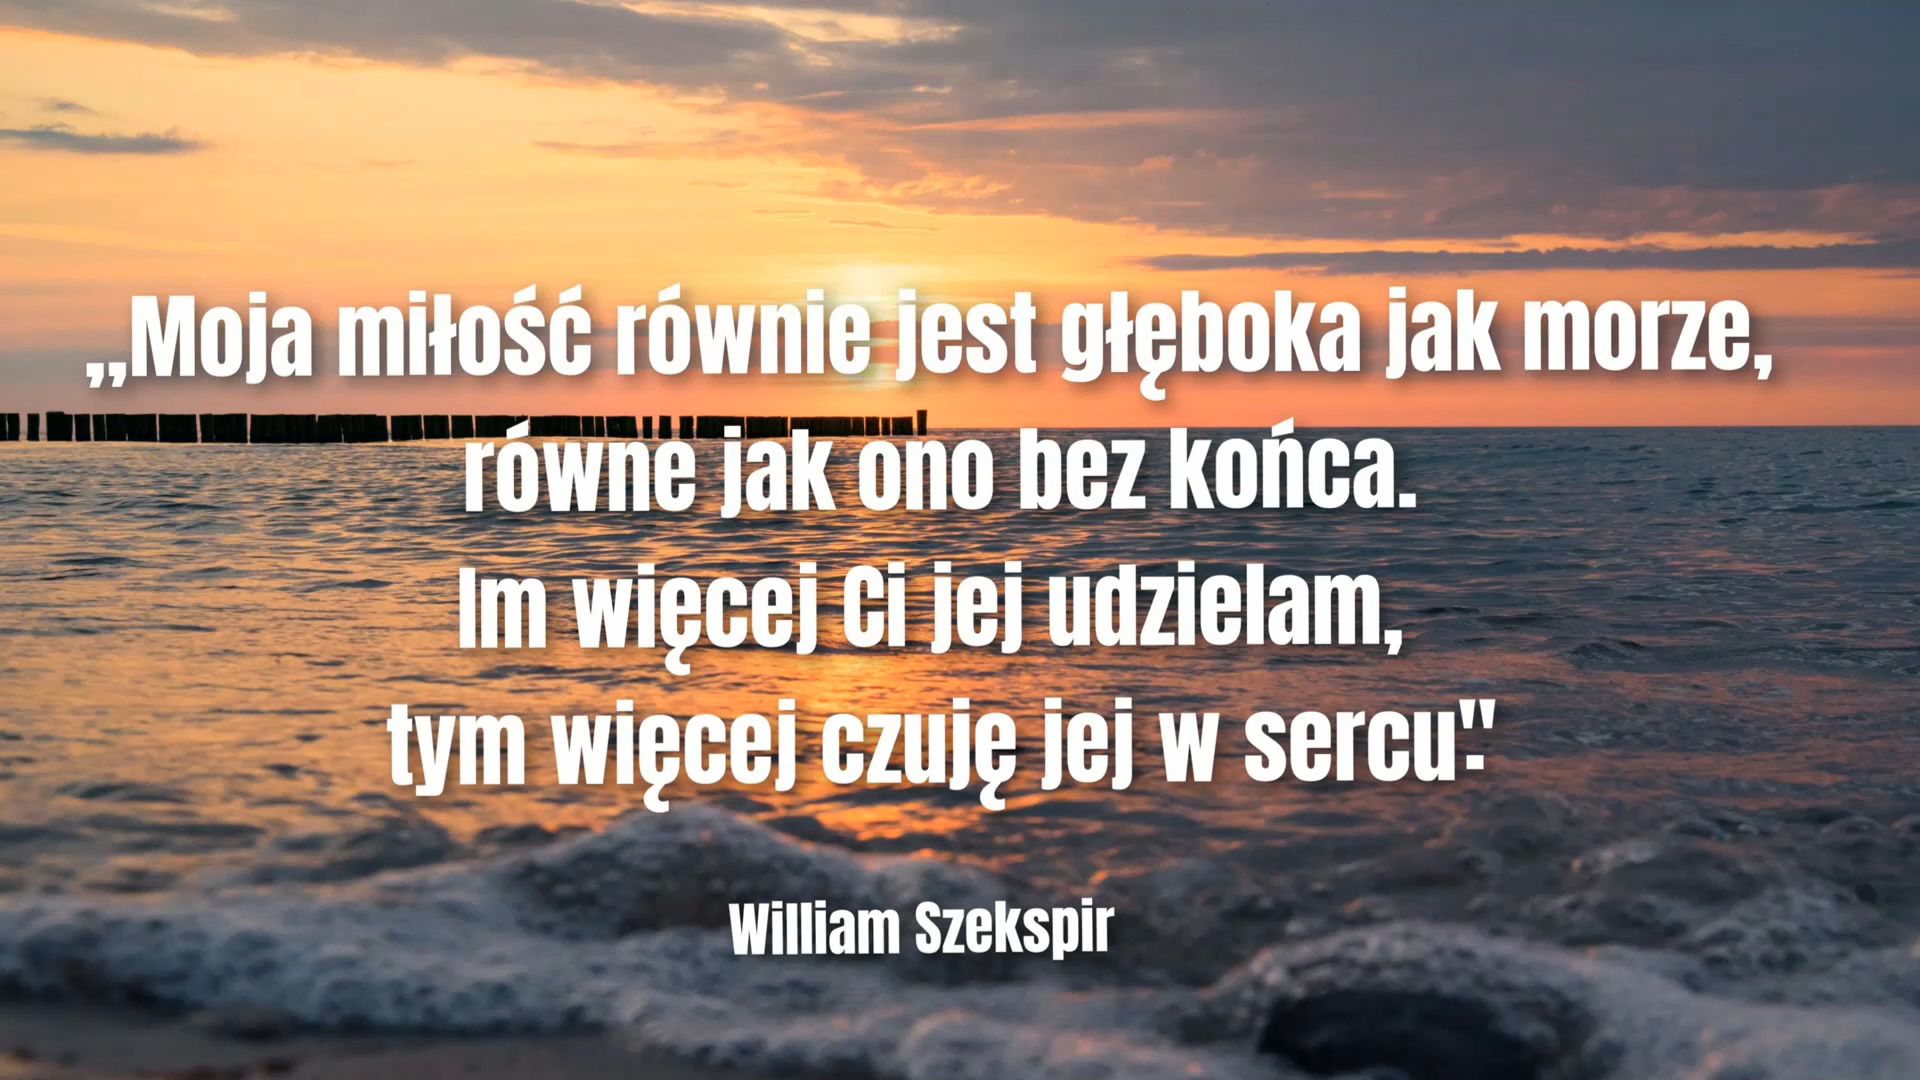 „Moja miłość równie jest głęboka jak morze,
równe jak ono bez końca.
Im więcej Ci jej udzielam,
tym więcej czuję jej w sercu".
William Szekspir